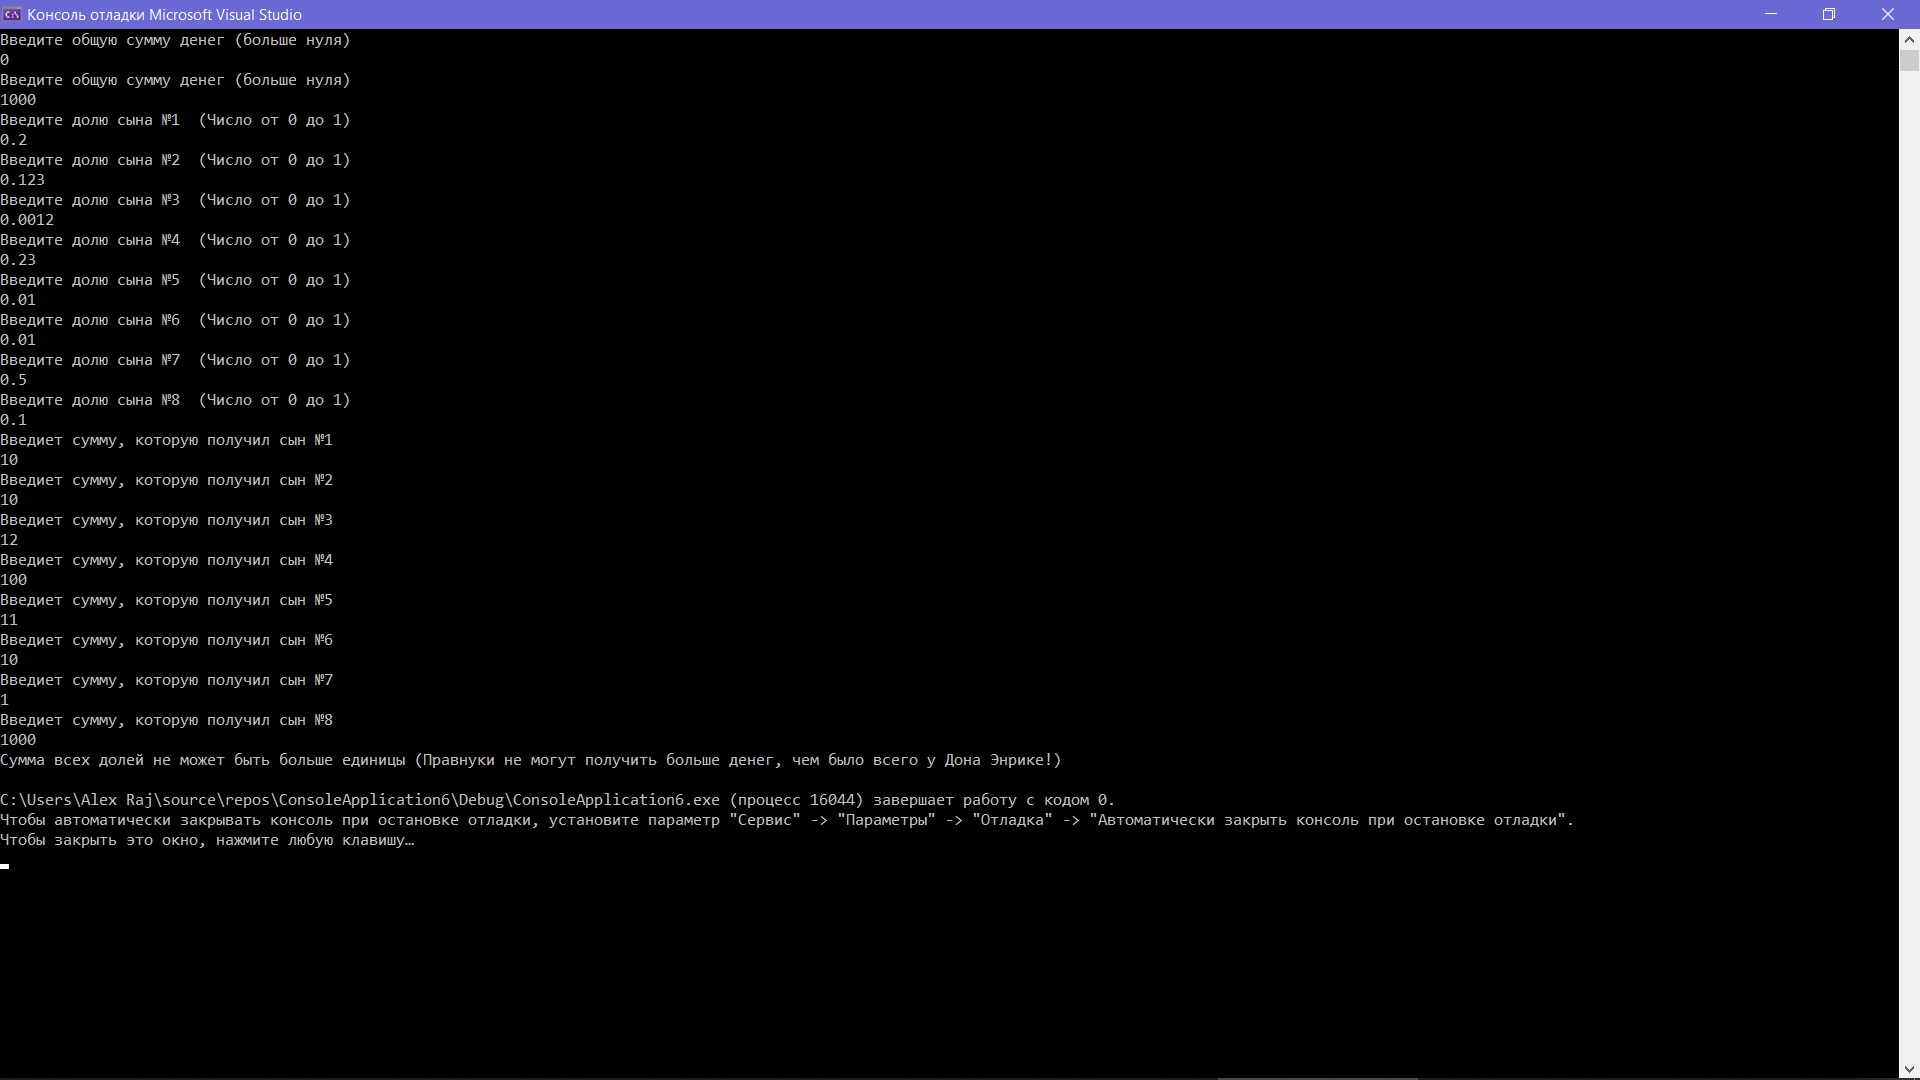 Консоль отладки Microsoft Visual Studio
Введите общую сумму денег (больше нуля)
0
Введите общую сумму денег (больше нуля)
1000
Введите долю сына №1  (Число от 0 до 1)
0.2
Введите долю сына №2  (Число от 0 до 1)
0.123
Введите долю сына №3  (Число от 0 до 1)
0.0012
Введите долю сына №4  (Число от 0 до 1)
0.23
Введите долю сына №5  (Число от 0 до 1)
0.01
Введите долю сына №6  (Число от 0 до 1)
0.01
Введите долю сына №7  (Число от 0 до 1)
0.5
Введите долю сына №8  (Число от 0 до 1)
0.1
Введиет сумму, которую получил сын №1
10
Введиет сумму, которую получил сын №2
10
Введиет сумму, которую получил сын №3
12
Введиет сумму, которую получил сын №4
100
Введиет сумму, которую получил сын №5
11
Введиет сумму, которую получил сын №6
10
Введиет сумму, которую получил сын №7
1
Введиет сумму, которую получил сын №8
1000
Сумма всех долей не может быть больше единицы (Правнуки не могут получить больше денег, чем было всего у Дона Энрике!)
C:\Users\Alex Raj\source\repos\ConsoleApplication6\Debug\ConsoleApplication6.exe (процесс 16044) завершает работу с кодом 0.
Чтобы автоматически закрывать консоль при остановке отладки, установите параметр "Сервис" -> "Параметры" -> "Отладка" -> "Автоматически закрыть консоль при остановке отладки".
Чтобы закрыть это окно, нажмите любую клавишу…